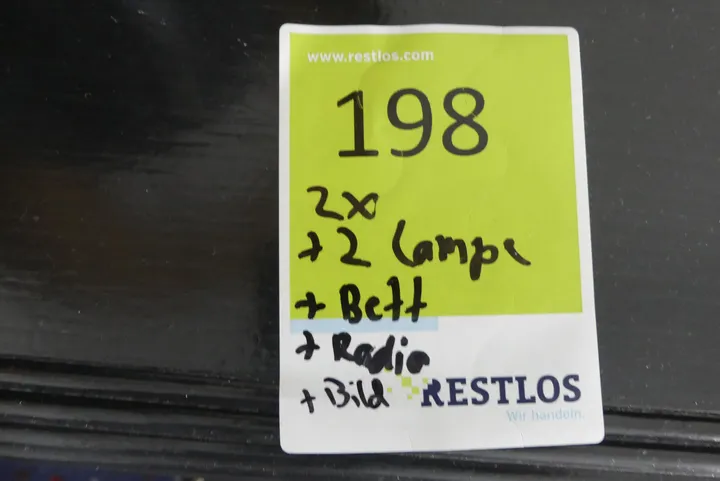 www.restlos.com
198
2x
+ 2 Lampe
+ Bett
+ Radio
+ Bild
RESTLOS
Wir handeln.